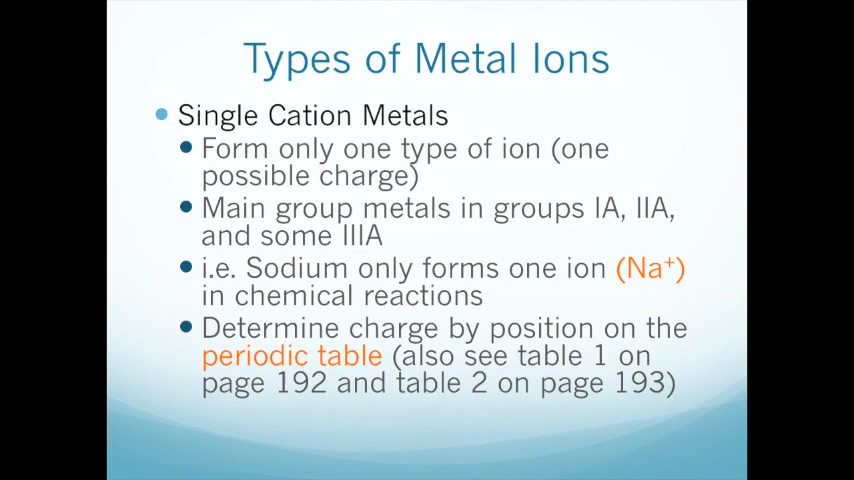 Types of Metal Ions
• Single Cation Metals
• Form only one type of ion (one
possible charge)
• Main group metals in groups IA, IIA,
and some IIIA
• i.e. Sodium only forms one ion (Na⁺)
in chemical reactions
• Determine charge by position on the
periodic table (also see table 1 on
page 192 and table 2 on page 193)